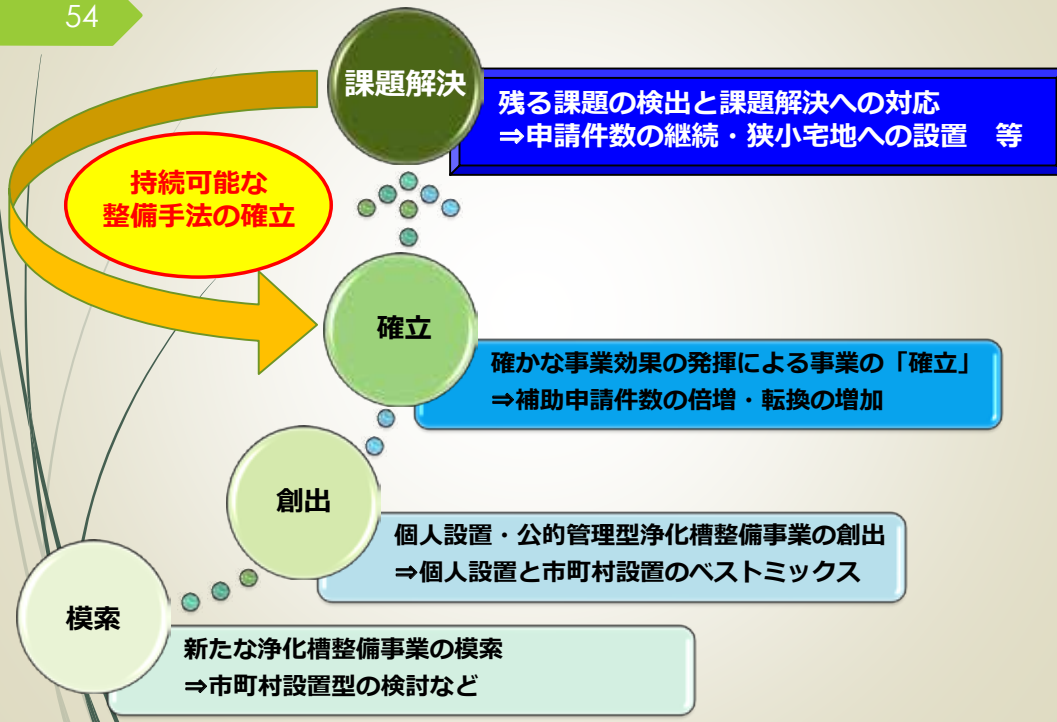 54
課題解決
残る課題の検出と課題解決への対応
⇒申請件数の継続・狭小宅地への設置　等
持続可能な
整備手法の確立
確立
確かな事業効果の発揮による事業の「確立」
⇒補助申請件数の倍増・転換の増加
創出
個人設置・公的管理型浄化槽整備事業の創出
⇒個人設置と市町村設置のベストミックス
模索
新たな浄化槽整備事業の模索
⇒市町村設置型の検討など